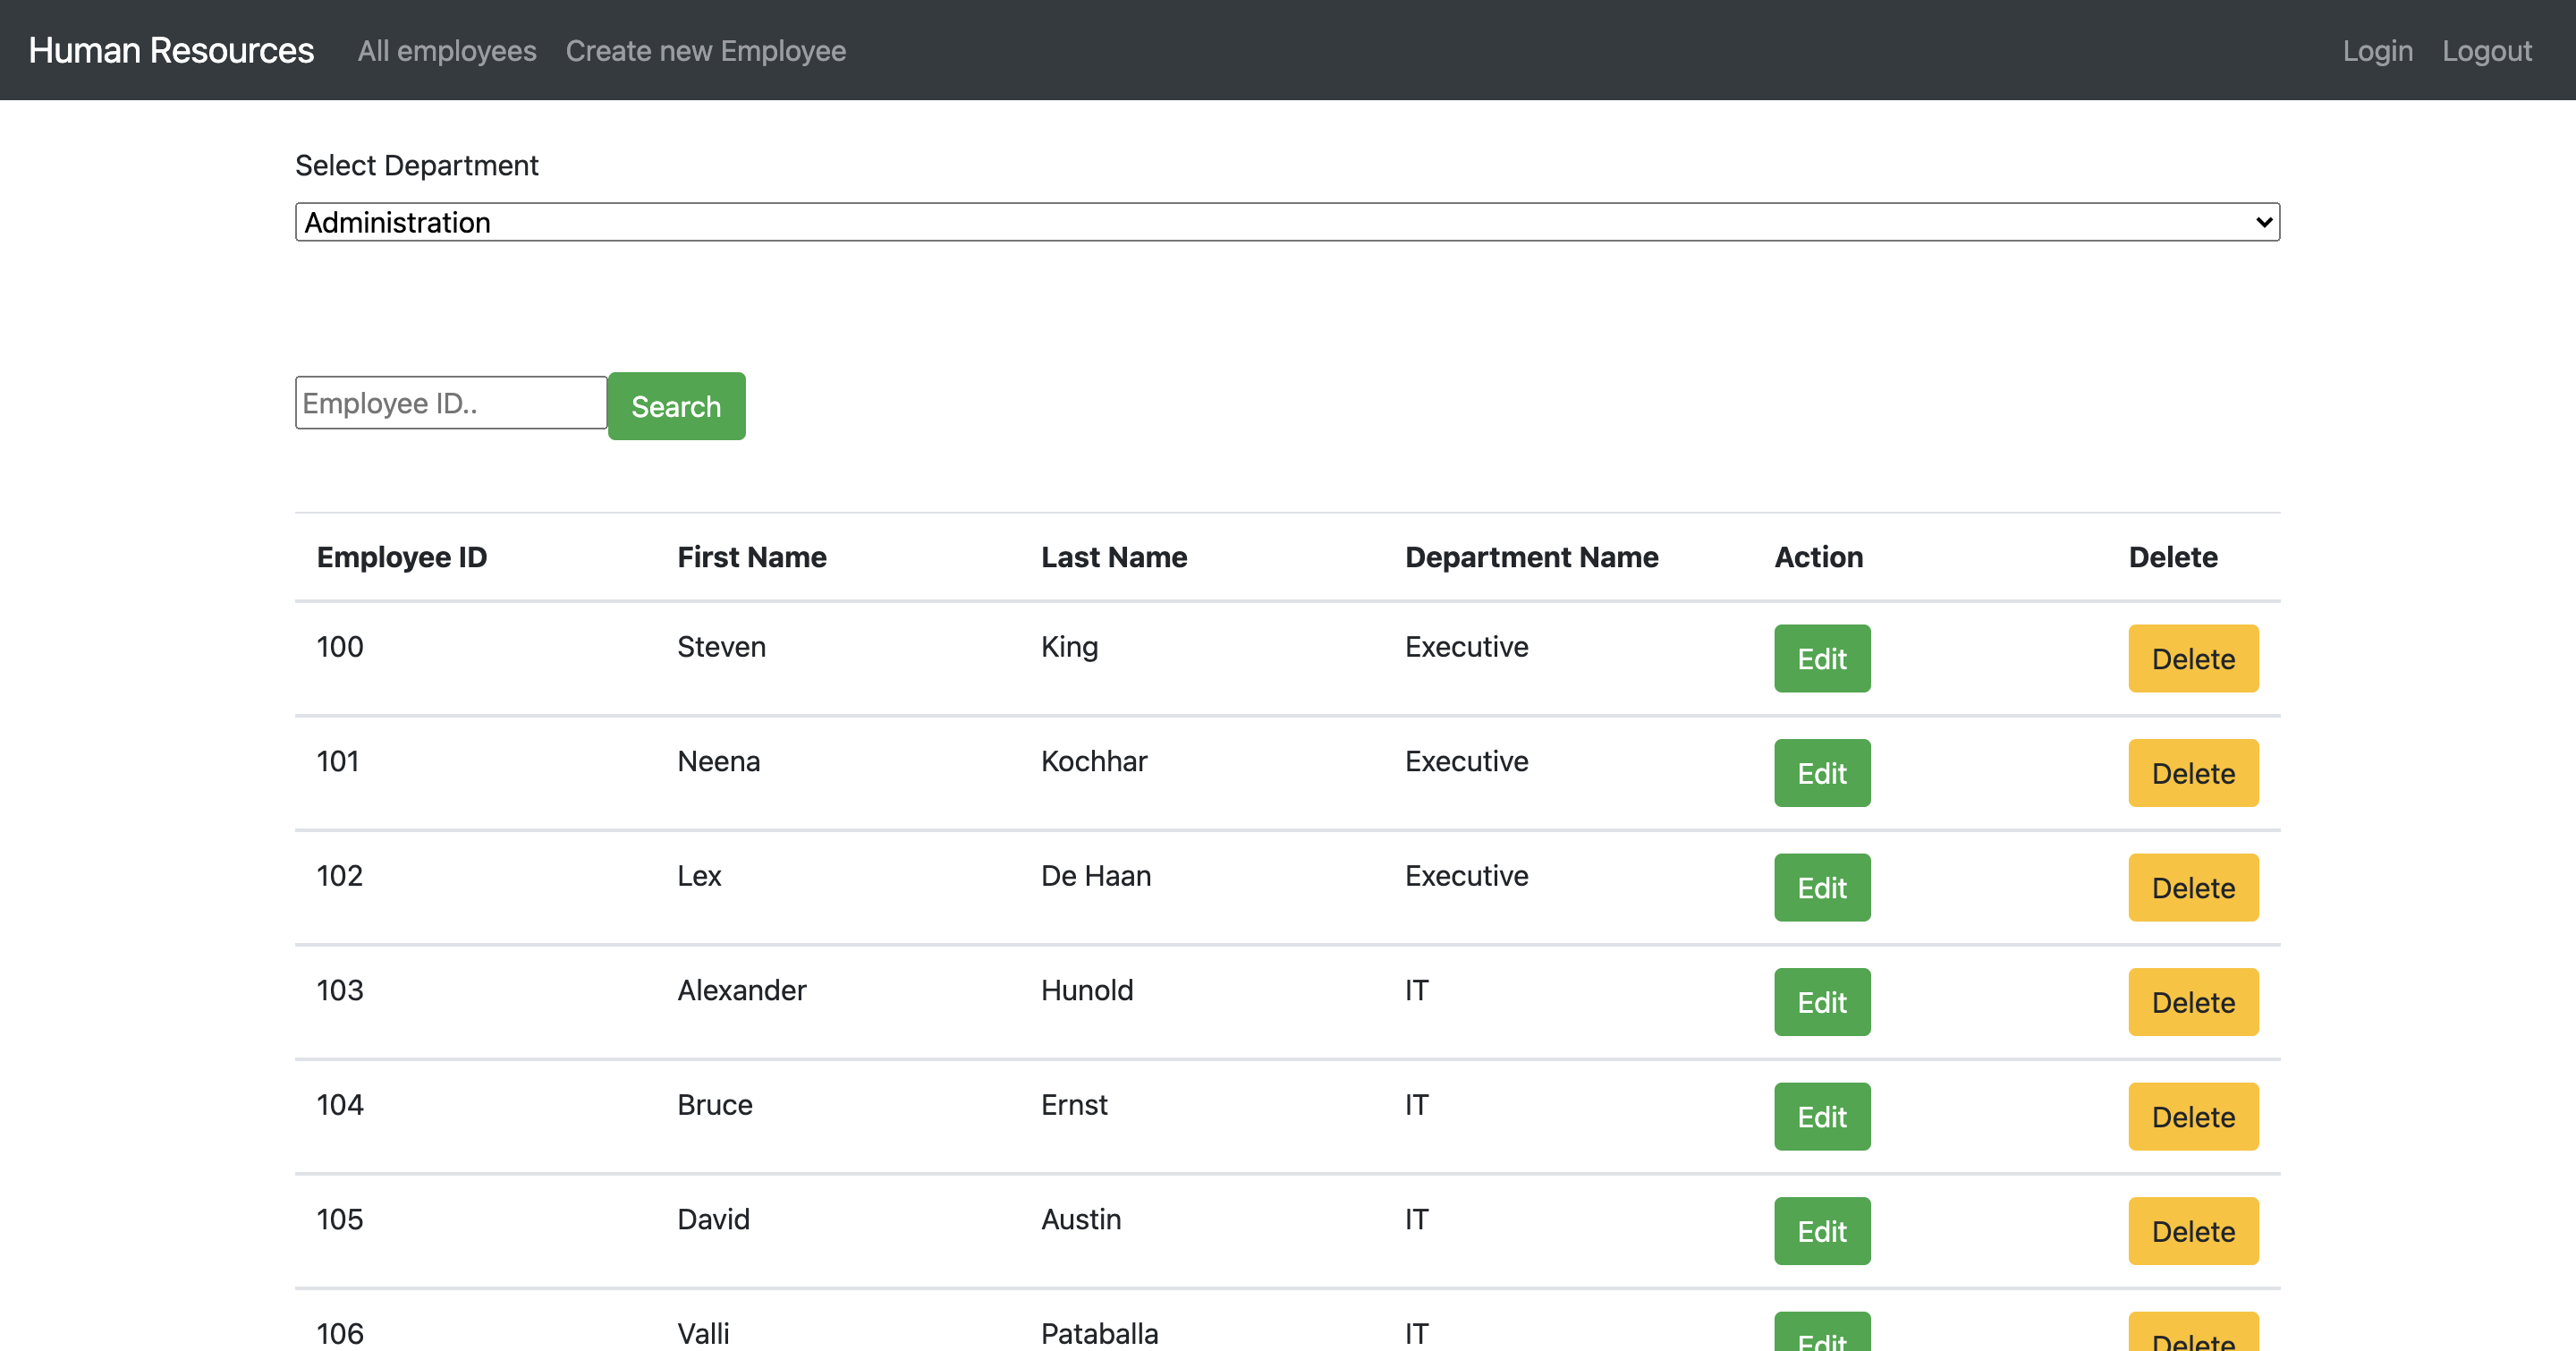 Human Resources All employees Create new Employee Login Logout
Select Department
Administration
Employee ID.. Search
Employee ID First Name Last Name Department Name Action Delete
100 Steven King Executive Edit Delete
101 Neena Kochhar Executive Edit Delete
102 Lex De Haan Executive Edit Delete
103 Alexander Hunold IT Edit Delete
104 Bruce Ernst IT Edit Delete
105 David Austin IT Edit Delete
106 Valli Pataballa IT Edit Delete